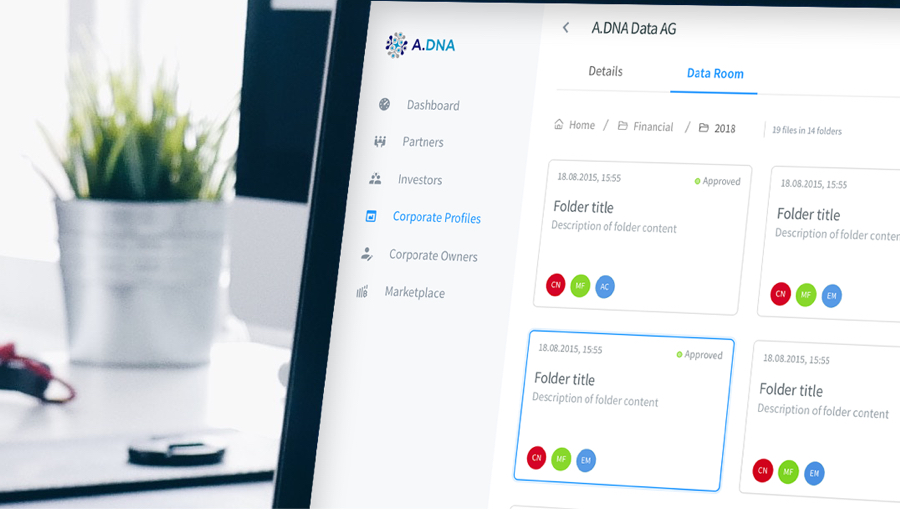 A.DNA
Dashboard
Partners
Investors
Corporate Profiles
Corporate Owners
Marketplace
A.DNA Data AG
Details
Data Room
Home / Financial / 2018
19 files in 14 folders
18.08.2015, 15:55
Approved
Folder title
Description of folder content
CN MF AC
18.08.2015, 15:55
Folder title
Description of folder conten
CN MF EM
18.08.2015, 15:55
Approved
Folder title
Description of folder content
CN MF EM
18.08.2015, 15:55
Folder title
Description of folder content
CN MF EM